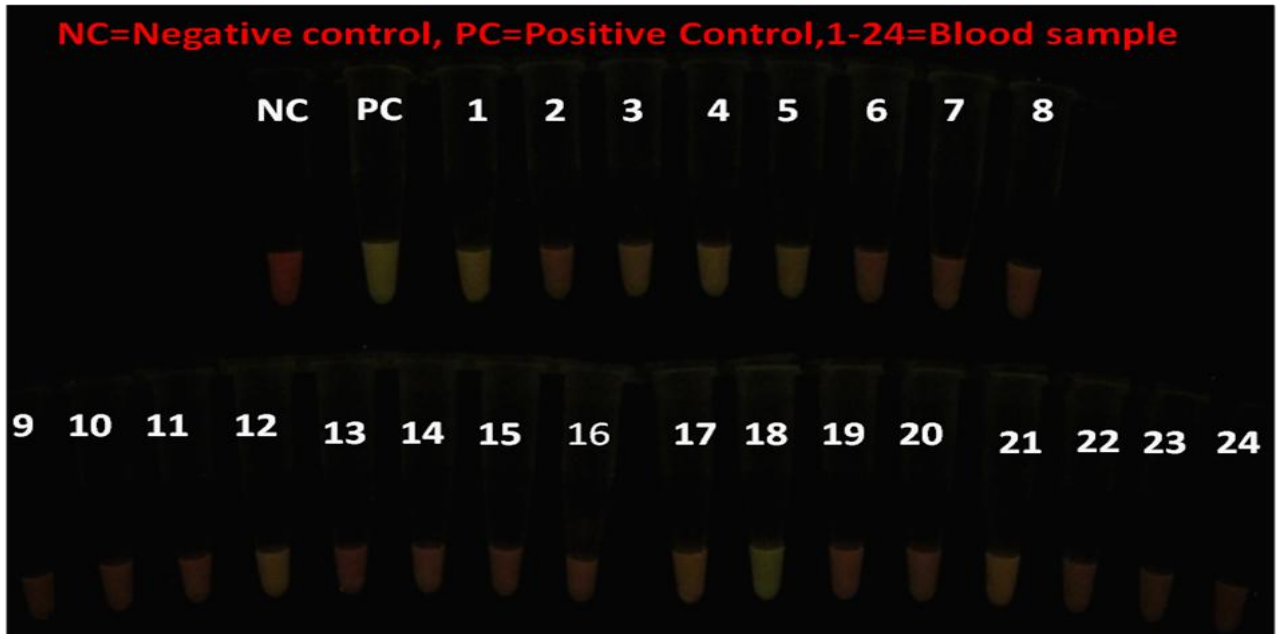 NC=Negative control, PC=Positive Control,1-24=Blood sample
NC PC 1 2 3 4 5 6 7 8
9 10 11 12 13 14 15 16 17 18 19 20 21 22 23 24